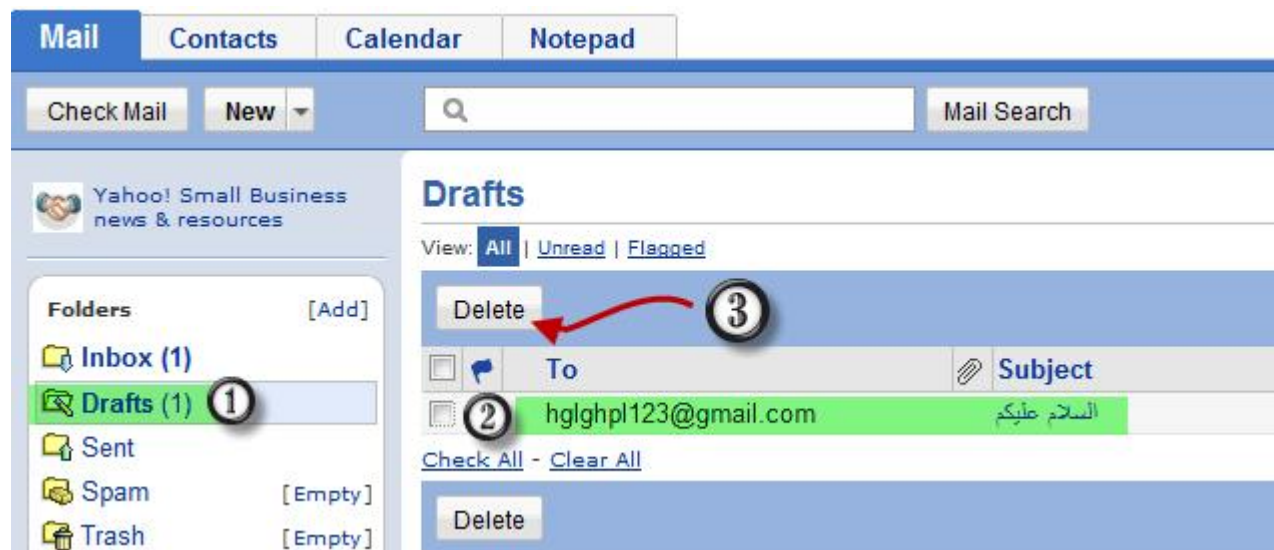 Mail Contacts Calendar Notepad
Check Mail New Mail Search
Yahoo! Small Business
news & resources
Folders [Add]
Inbox (1)
Drafts (1) 1
Sent
Spam [Empty]
Trash [Empty]
Drafts
View: All | Unread | Flagged
Delete 3
To Subject
2 hglghpl123@gmail.com السلام عليكم
Check All - Clear All
Delete